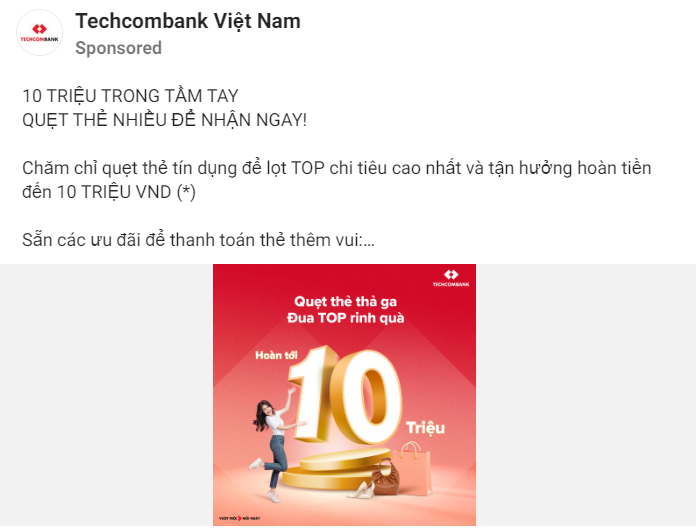 Techcombank Việt Nam
Sponsored
TECHCOMBANK
10 TRIỆU TRONG TẦM TAY
QUẸT THẺ NHIỀU ĐỂ NHẬN NGAY!
Chăm chỉ quẹt thẻ tín dụng để lọt TOP chi tiêu cao nhất và tận hưởng hoàn tiền
đến 10 TRIỆU VND (*)
Sẵn các ưu đãi để thanh toán thẻ thêm vui:...
TECHCOMBANK
Quẹt thẻ thả ga
Đua TOP rinh quà
Hoàn tới
10
Triệu
VƯỢT TRỘI MỖI NGÀY